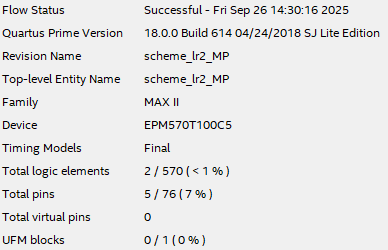 Flow Status Successful - Fri Sep 26 14:30:16 2025
Quartus Prime Version 18.0.0 Build 614 04/24/2018 SJ Lite Edition
Revision Name scheme_lr2_MP
Top-level Entity Name scheme_lr2_MP
Family MAX II
Device EPM570T100C5
Timing Models Final
Total logic elements 2 / 570 ( < 1 % )
Total pins 5 / 76 ( 7 % )
Total virtual pins 0
UFM blocks 0 / 1 ( 0 % )